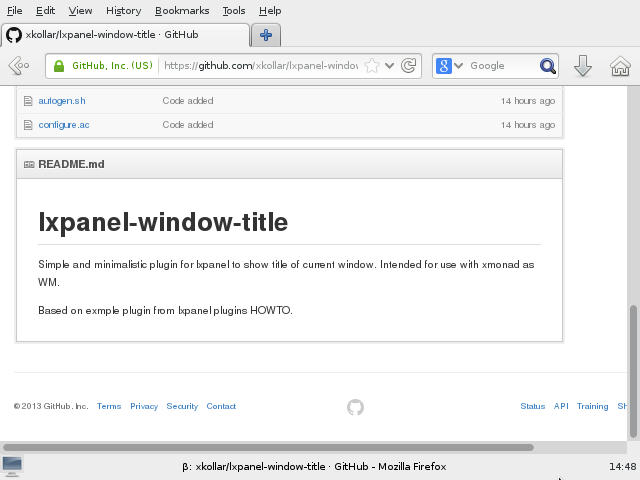 File Edit View History Bookmarks Tools Help
xkollar/lxpanel-window-title · GitHub
GitHub, Inc. (US) https://github.com/xkollar/lxpanel-window Google
autogen.sh Code added 14 hours ago
configure.ac Code added 14 hours ago
README.md
lxpanel-window-title
Simple and minimalistic plugin for lxpanel to show title of current window. Intended for use with xmonad as
WM.
Based on exmple plugin from lxpanel plugins HOWTO.
© 2013 GitHub, Inc. Terms Privacy Security Contact Status API Training Sh
β: xkollar/lxpanel-window-title · GitHub - Mozilla Firefox 14:48